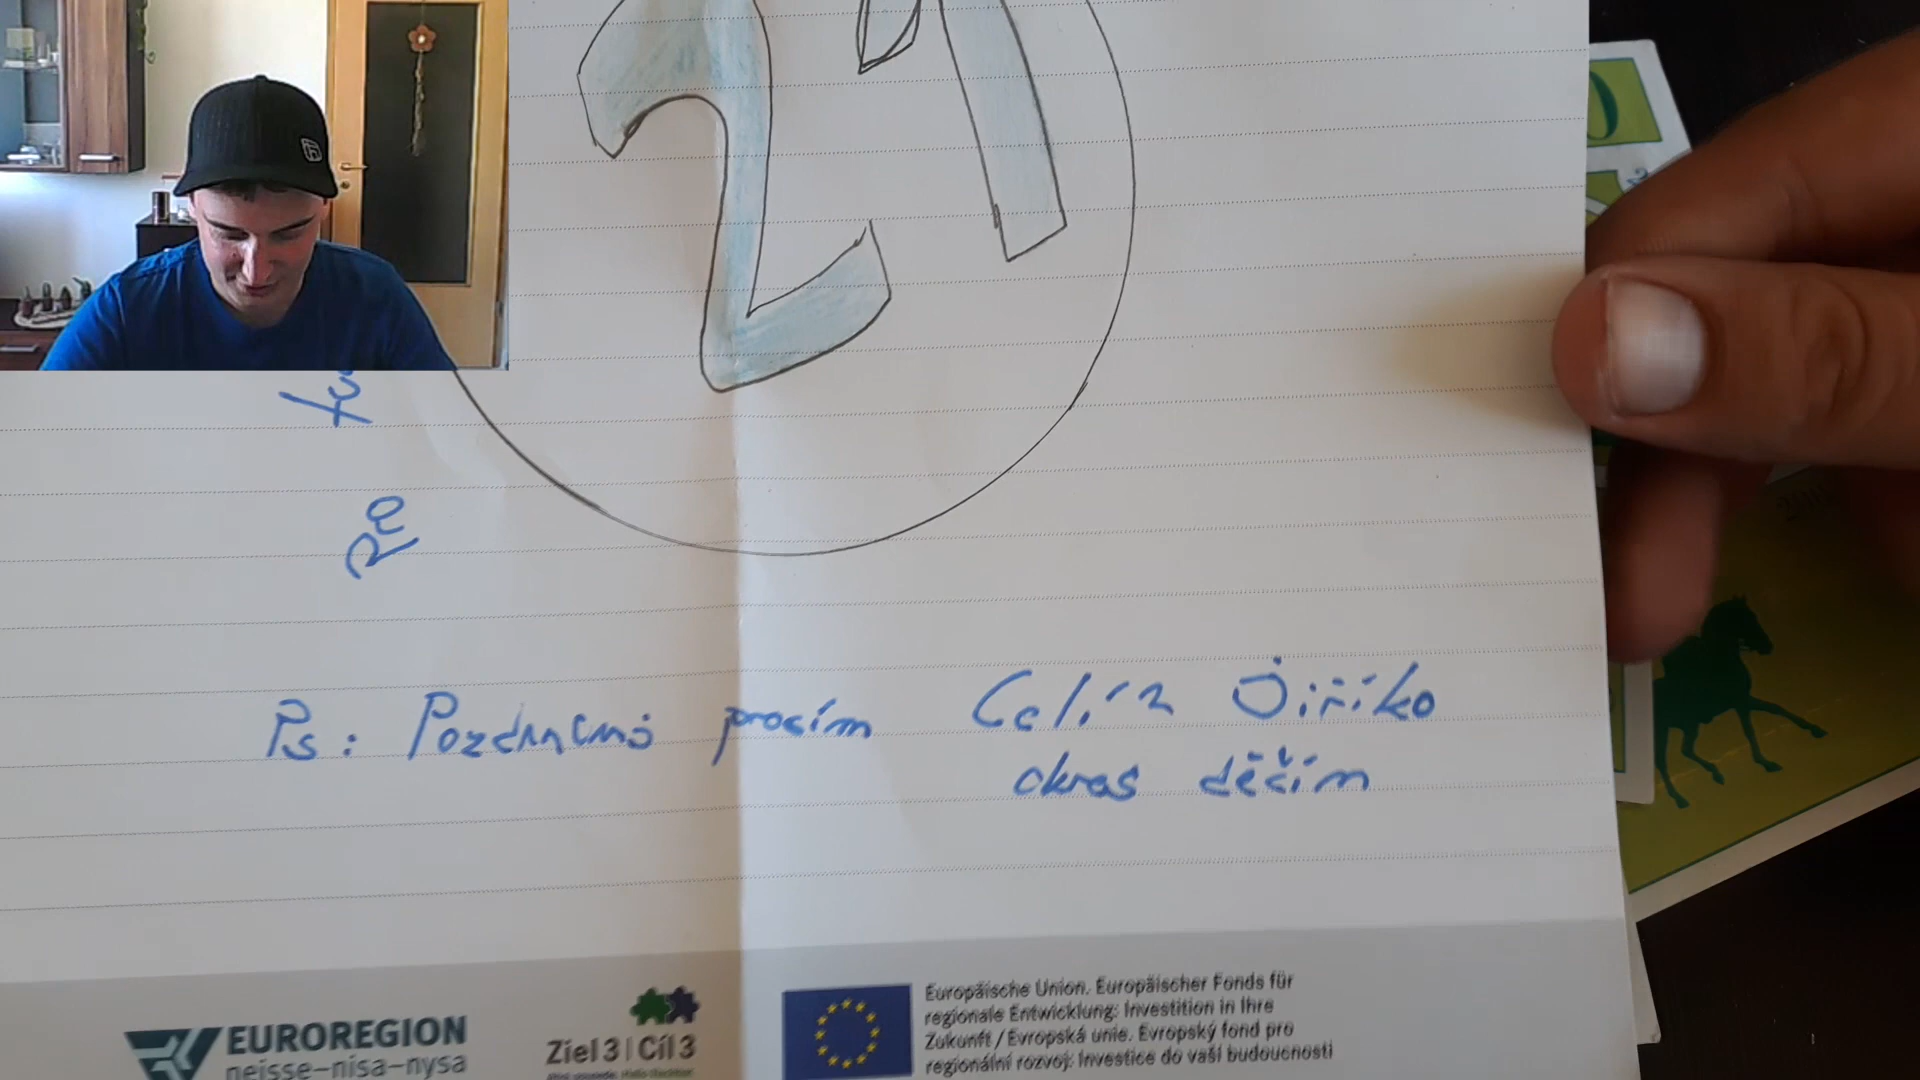 Ps: Pozdravuj prosím Celí Jiříko
okres děčín
EUROREGION
neisse–nisa–nysa
Ziel 3 | Cíl 3
Europäische Union. Europäischer Fonds für
regionale Entwicklung: Investition in Ihre
Zukunft / Evropská unie. Evropský fond pro
regionální rozvoj: Investice do vaší budoucnosti